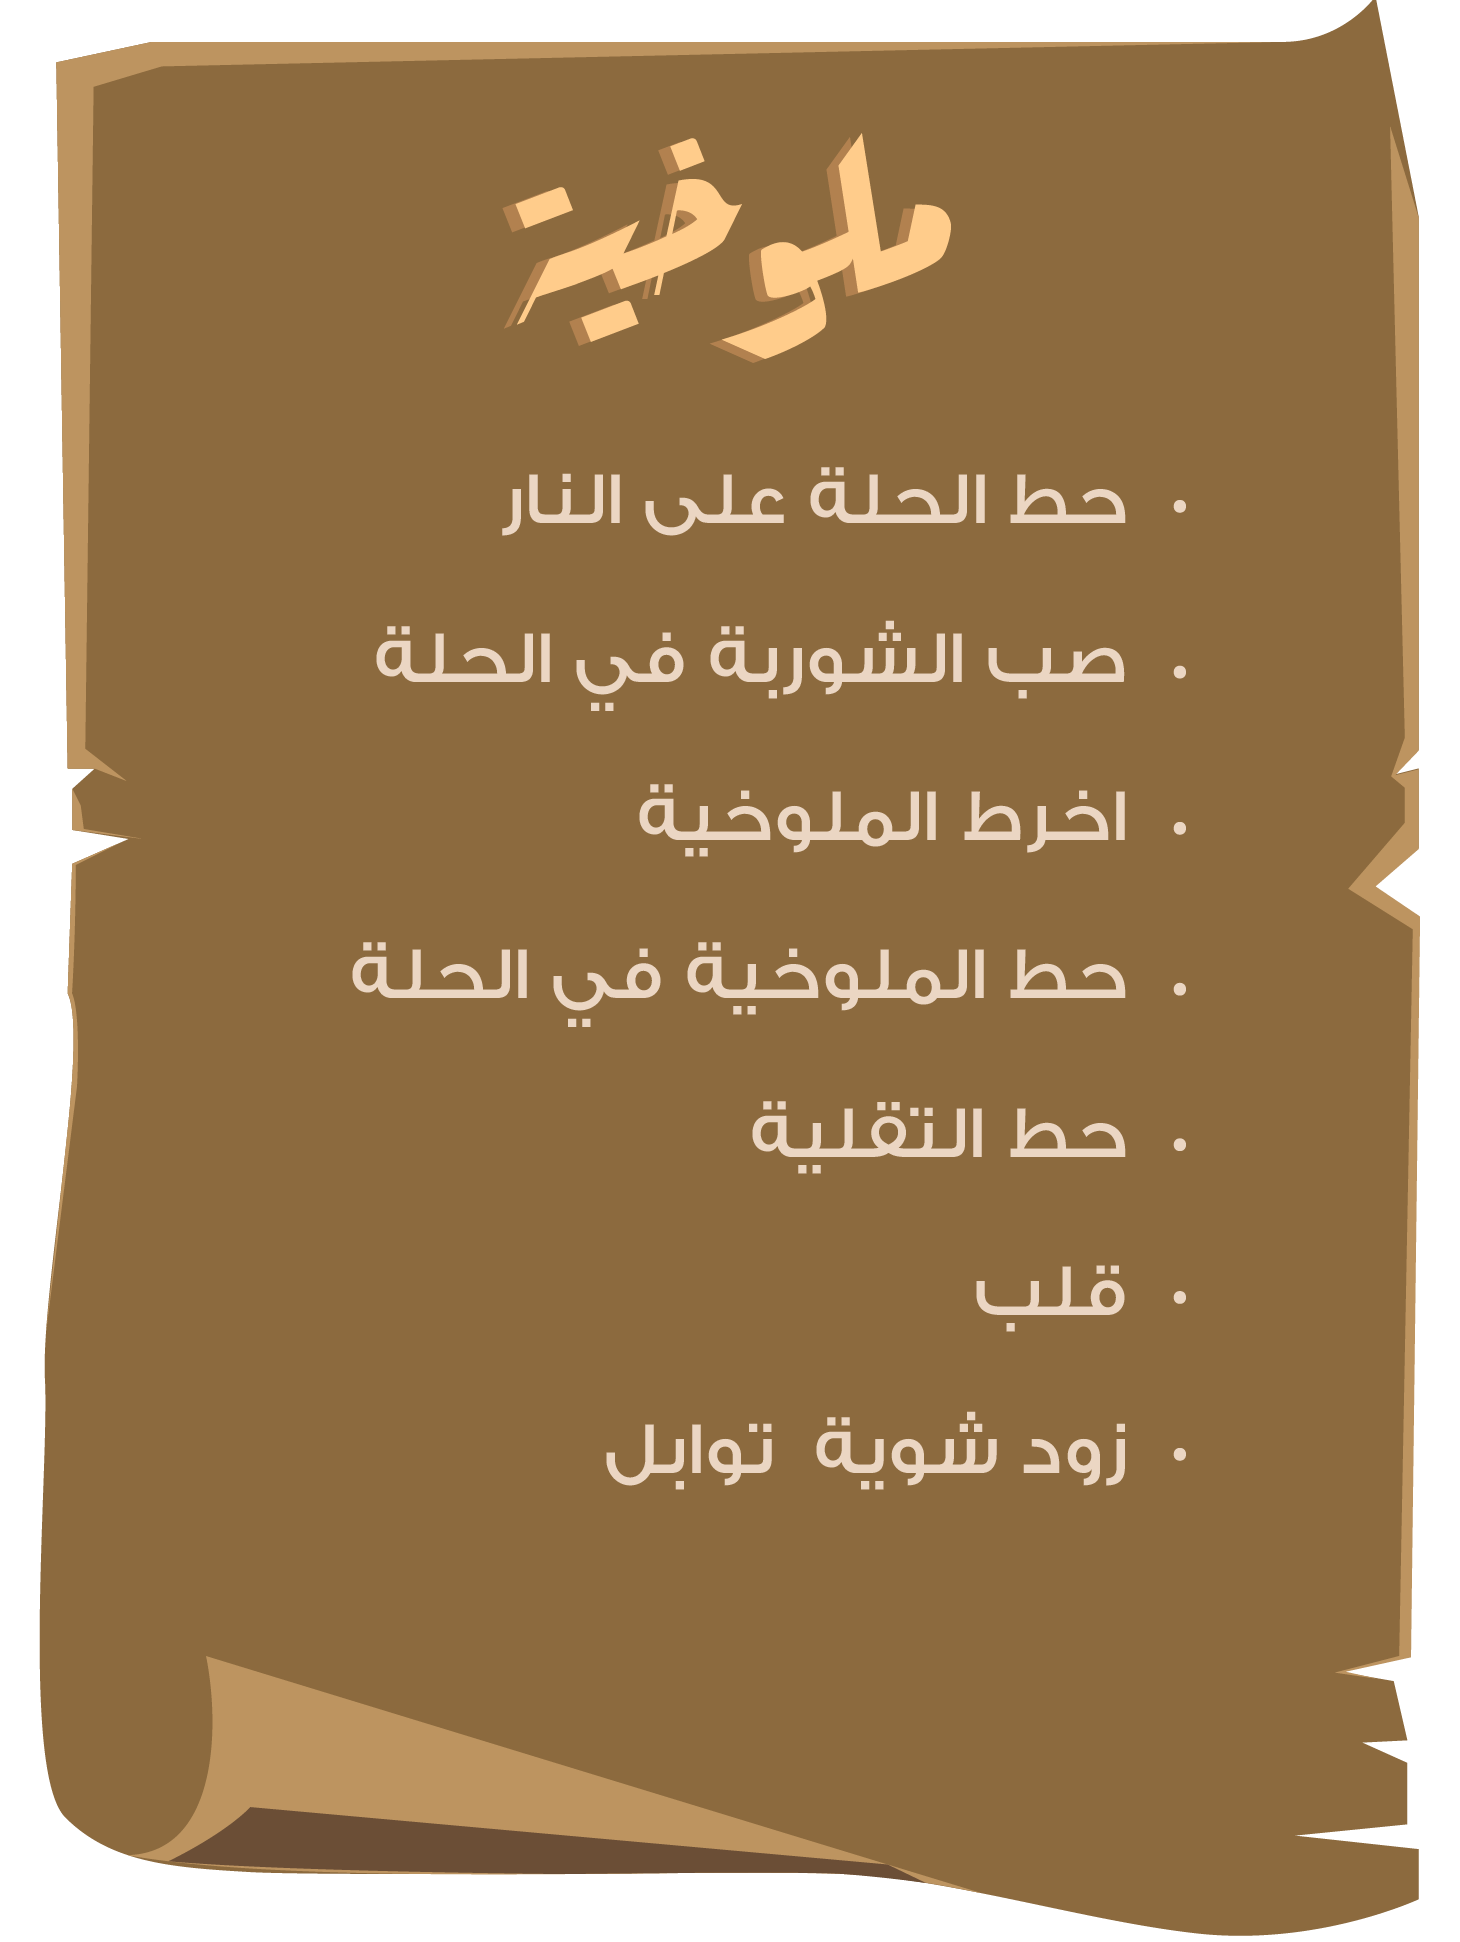 ملوخية
• حط الحلة على النار
• صب الشوربة في الحلة
• اخرط الملوخية
• حط الملوخية في الحلة
• حط التقلية
• قلب
• زود شوية توابل